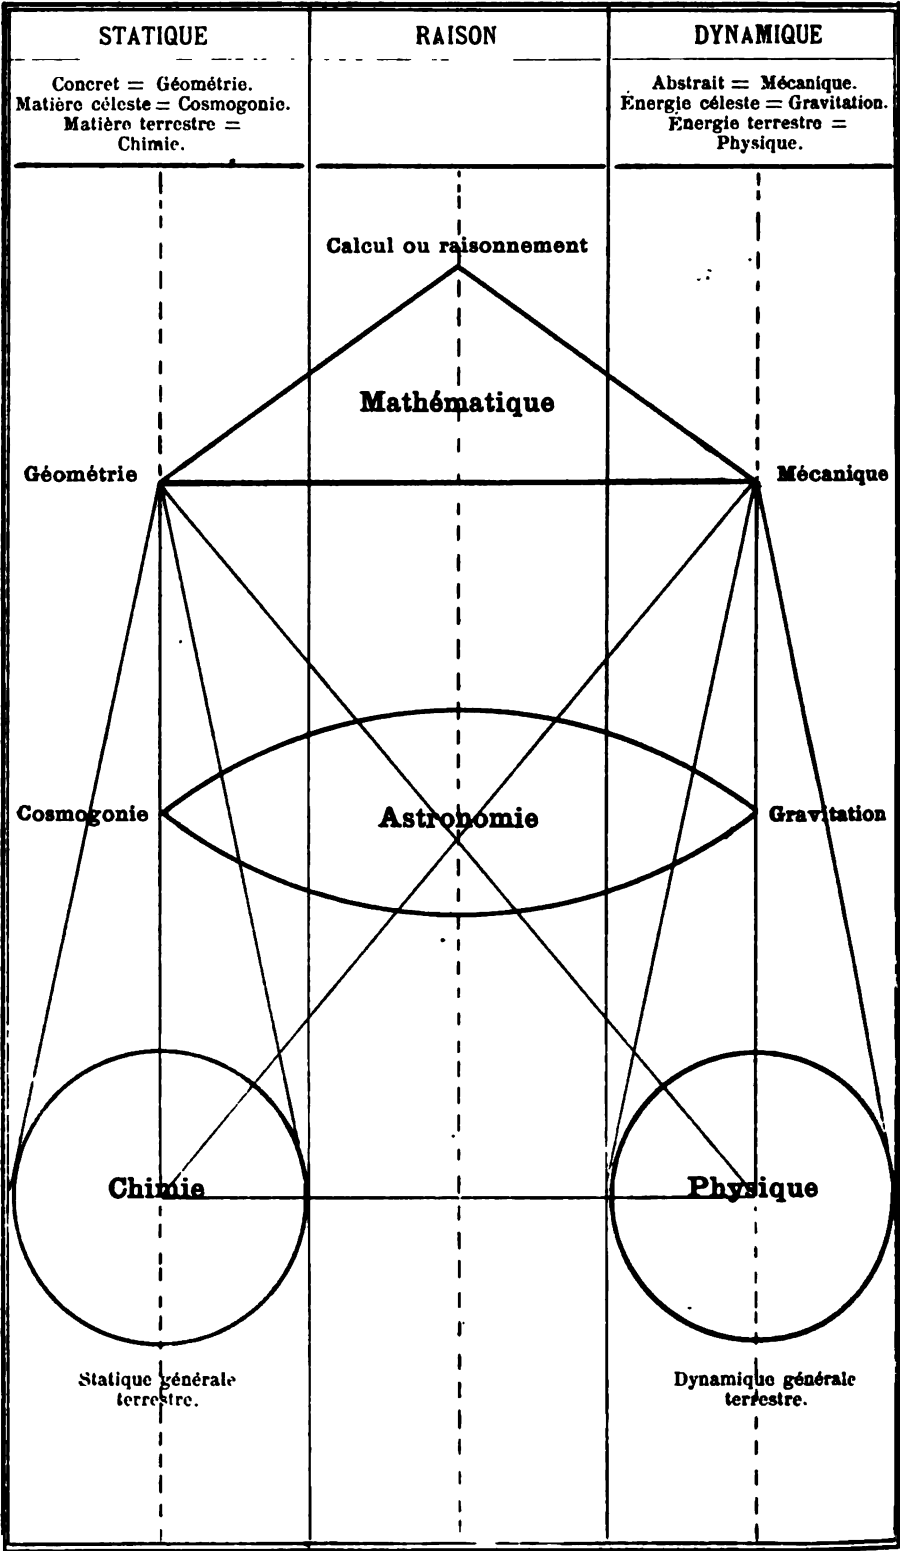 STATIQUE
RAISON
DYNAMIQUE
Concret = Géométrie.
Matière céleste = Cosmogonie.
Matière terrestre =
Chimie.
Abstrait = Mécanique.
Énergie céleste = Gravitation.
Énergie terrestre =
Physique.
Calcul ou raisonnement
Mathématique
Géométrie
Mécanique
Cosmogonie
Astronomie
Gravitation
Chimie
Physique
Statique générale
terrestre.
Dynamique générale
terrestre.